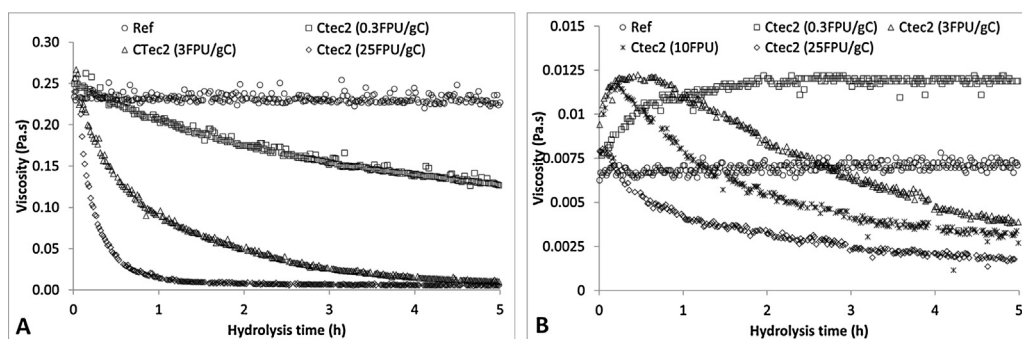 Ref
Ctec2 (0.3FPU/gC)
CTec2 (3FPU/gC)
Ctec2 (25FPU/gC)
0.30
0.25
0.20
0.15
0.10
0.05
0.00
Viscosity (Pa.s)
0 1 2 3 4 5
Hydrolysis time (h)
A
Ref
Ctec2 (0.3FPU/gC)
Ctec2 (3FPU/gC)
Ctec2 (10FPU)
Ctec2 (25FPU/gC)
0.015
0.0125
0.01
0.0075
0.005
0.0025
0
Viscosity (Pa.s)
0 1 2 3 4 5
Hydrolysis time (h)
B